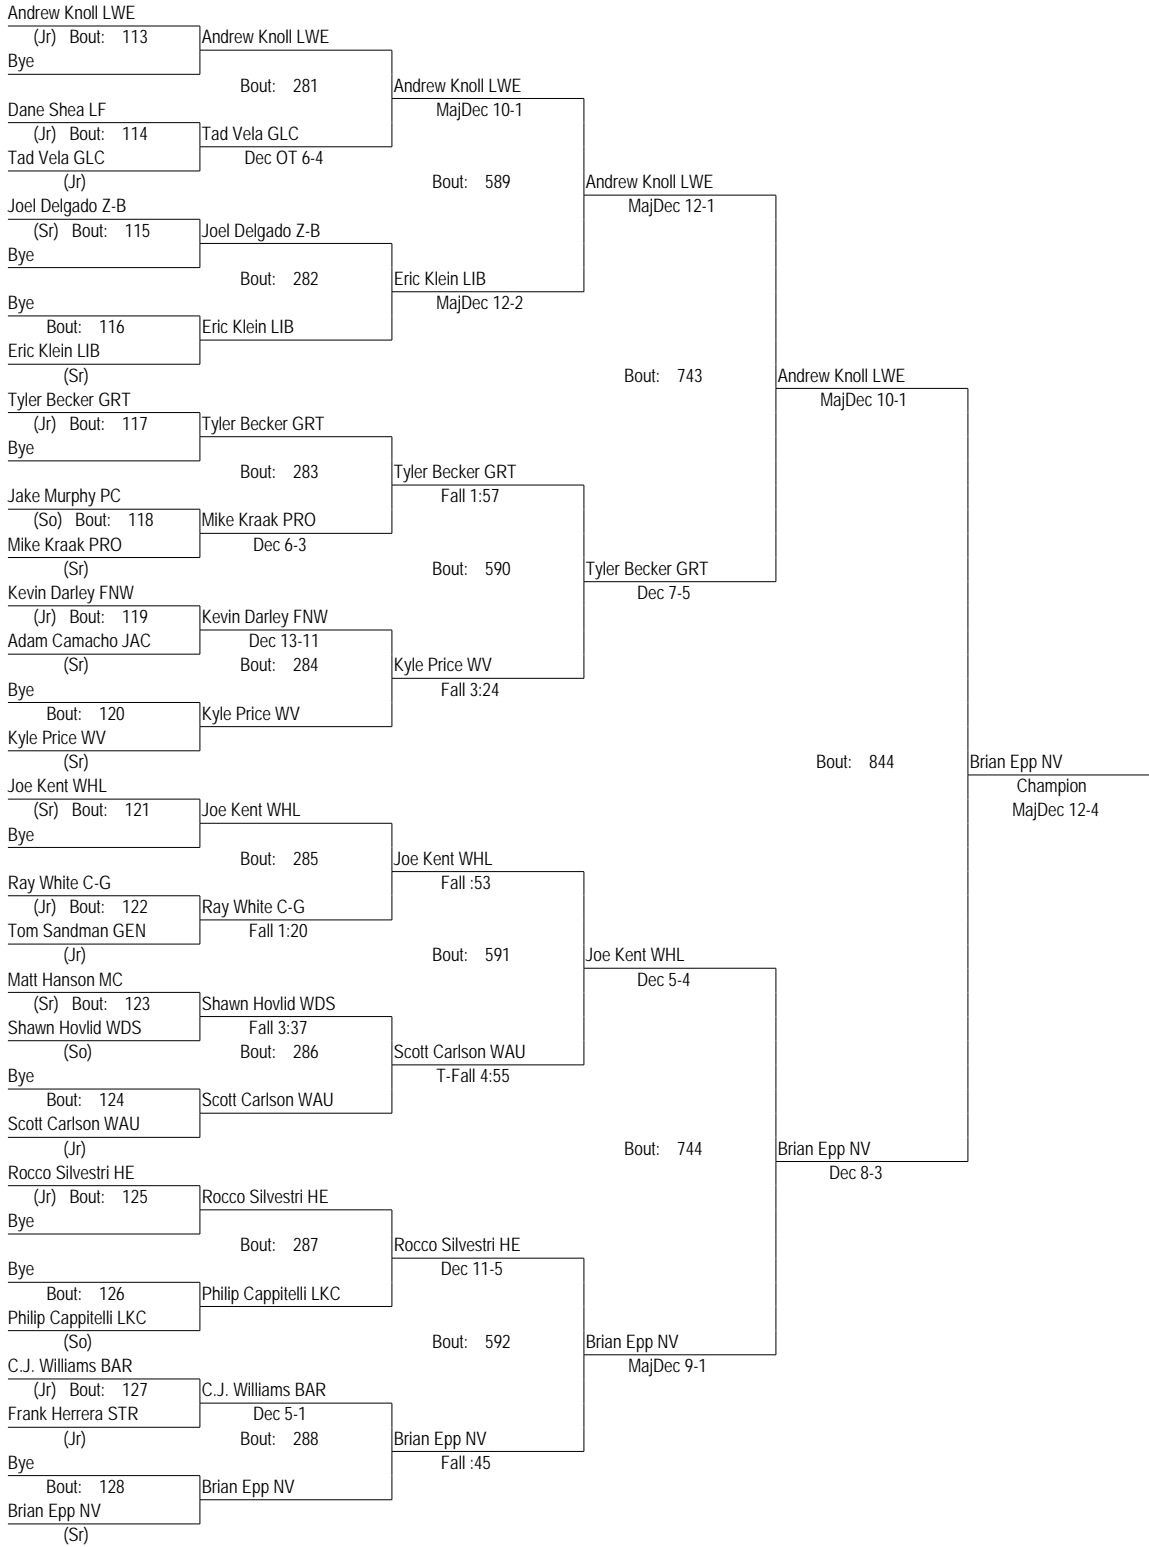 Andrew Knoll LWE
(Jr) Bout: 113
Bye
Andrew Knoll LWE
Bout: 281
Dane Shea LF
(Jr) Bout: 114
Tad Vela GLC
(Jr)
Tad Vela GLC
Dec OT 6-4
Andrew Knoll LWE
MajDec 10-1
Bout: 589
Joel Delgado Z-B
(Sr) Bout: 115
Bye
Joel Delgado Z-B
Bout: 282
Bye
Bout: 116
Eric Klein LIB
(Sr)
Eric Klein LIB
Eric Klein LIB
MajDec 12-2
Andrew Knoll LWE
MajDec 12-1
Bout: 743
Tyler Becker GRT
(Jr) Bout: 117
Bye
Tyler Becker GRT
Bout: 283
Jake Murphy PC
(So) Bout: 118
Mike Kraak PRO
(Sr)
Mike Kraak PRO
Dec 6-3
Tyler Becker GRT
Fall 1:57
Bout: 590
Kevin Darley FNW
(Jr) Bout: 119
Adam Camacho JAC
(Sr)
Kevin Darley FNW
Dec 13-11
Bout: 284
Bye
Bout: 120
Kyle Price WV
(Sr)
Kyle Price WV
Kyle Price WV
Fall 3:24
Tyler Becker GRT
Dec 7-5
Andrew Knoll LWE
MajDec 10-1
Bout: 844
Brian Epp NV
Champion
MajDec 12-4
Joe Kent WHL
(Sr) Bout: 121
Bye
Joe Kent WHL
Bout: 285
Ray White C-G
(Jr) Bout: 122
Tom Sandman GEN
(Jr)
Ray White C-G
Fall 1:20
Joe Kent WHL
Fall :53
Bout: 591
Matt Hanson MC
(Sr) Bout: 123
Shawn Hovlid WDS
(So)
Shawn Hovlid WDS
Fall 3:37
Bout: 286
Bye
Bout: 124
Scott Carlson WAU
(Jr)
Scott Carlson WAU
Scott Carlson WAU
T-Fall 4:55
Joe Kent WHL
Dec 5-4
Bout: 744
Brian Epp NV
Dec 8-3
Rocco Silvestri HE
(Jr) Bout: 125
Bye
Rocco Silvestri HE
Bout: 287
Bye
Bout: 126
Philip Cappitelli LKC
(So)
Philip Cappitelli LKC
Rocco Silvestri HE
Dec 11-5
Bout: 592
Brian Epp NV
MajDec 9-1
C.J. Williams BAR
(Jr) Bout: 127
Frank Herrera STR
(Jr)
C.J. Williams BAR
Dec 5-1
Bout: 288
Brian Epp NV
Fall :45
Bye
Bout: 128
Brian Epp NV
(Sr)
Brian Epp NV